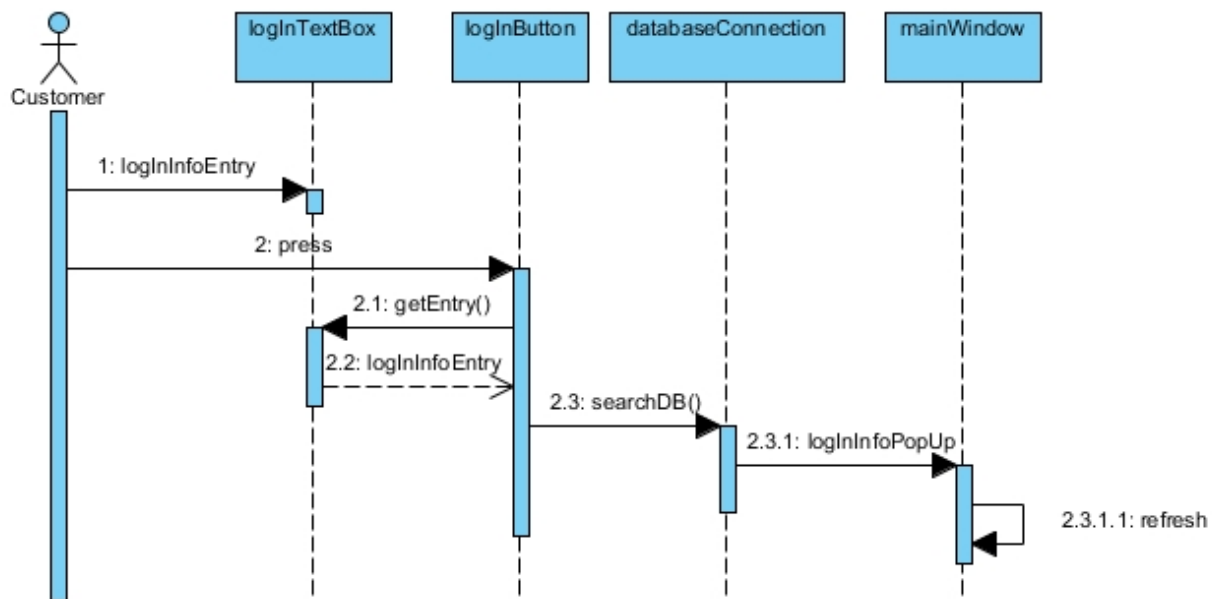 logInTextBox
logInButton
databaseConnection
mainWindow
Customer
1: logInInfoEntry
2: press
2.1: getEntry()
2.2: logInInfoEntry
2.3: searchDB()
2.3.1: logInInfoPopUp
2.3.1.1: refresh